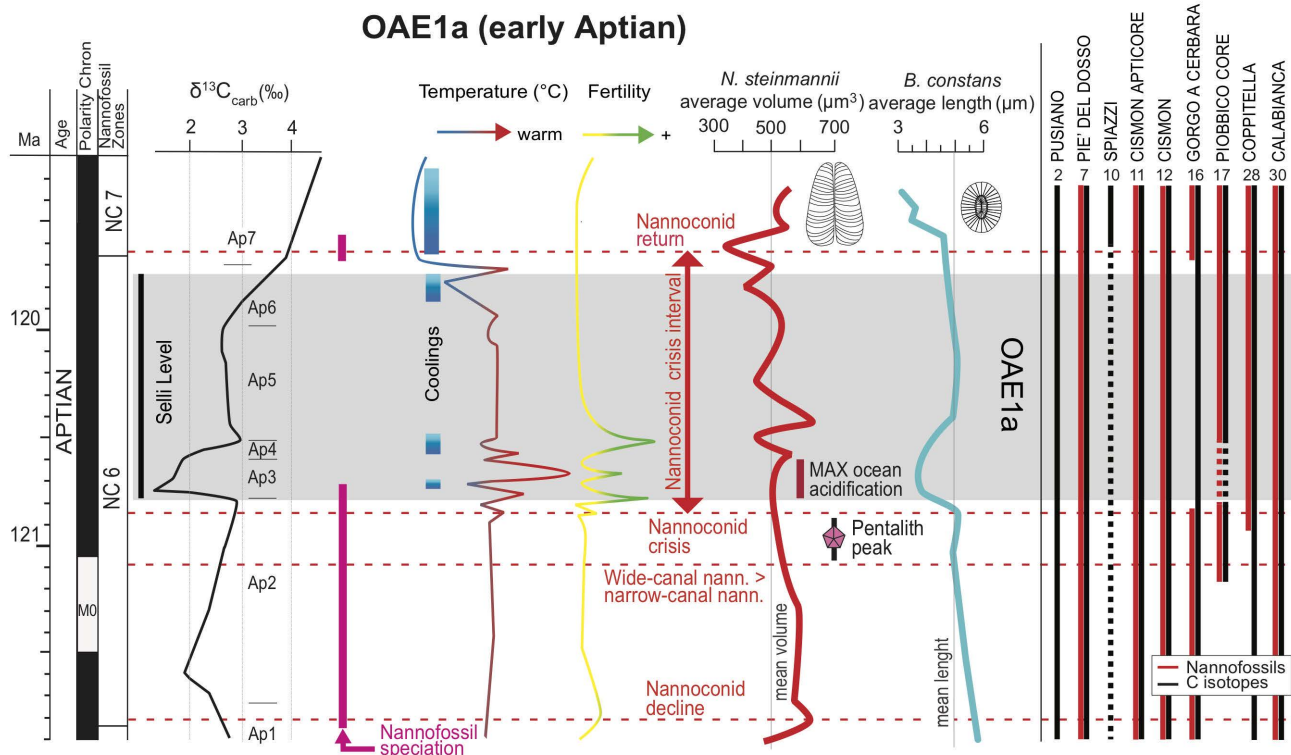 OAE1a (early Aptian)
Ma
Age
Polarity Chron
Nannofossil
Zones
δ13Ccarb(‰)
2 3 4
Temperature (°C)
warm
Fertility
+
N. steinmannii
average volume (µm3)
300 500 700
B. constans
average length (µm)
3 6
PUSIANO
2
PIE' DEL DOSSO
7
SPIAZZI
10
CISMON APTICORE
11
CISMON
12
GORGO A CERBARA
16
PIOBBICO CORE
17
COPPITELLA
28
CALABIANCA
30
120
121
APTIAN
M0
NC 7
NC 6
Selli Level
Ap7
Ap6
Ap5
Ap4
Ap3
Ap2
Ap1
Coolings
Nannofossil
speciation
Nannoconid
return
Nannoconid crisis interval
Nannoconid
crisis
Wide-canal nann. >
narrow-canal nann.
Nannoconid
decline
MAX ocean
acidification
Pentalith
peak
mean volume
mean lenght
OAE1a
Nannofossils
C isotopes